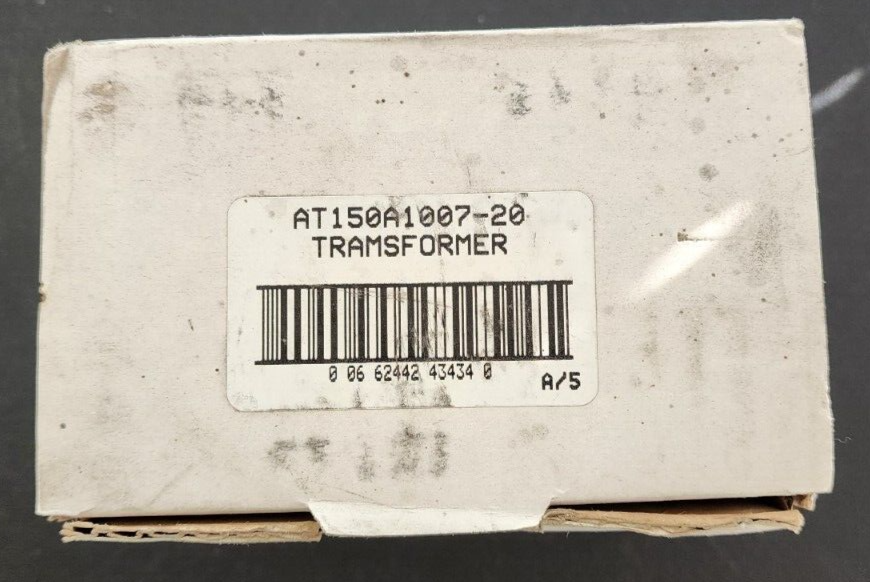 AT150A1007-20
TRAMSFORMER
0 06 62442 43434 0
A/5